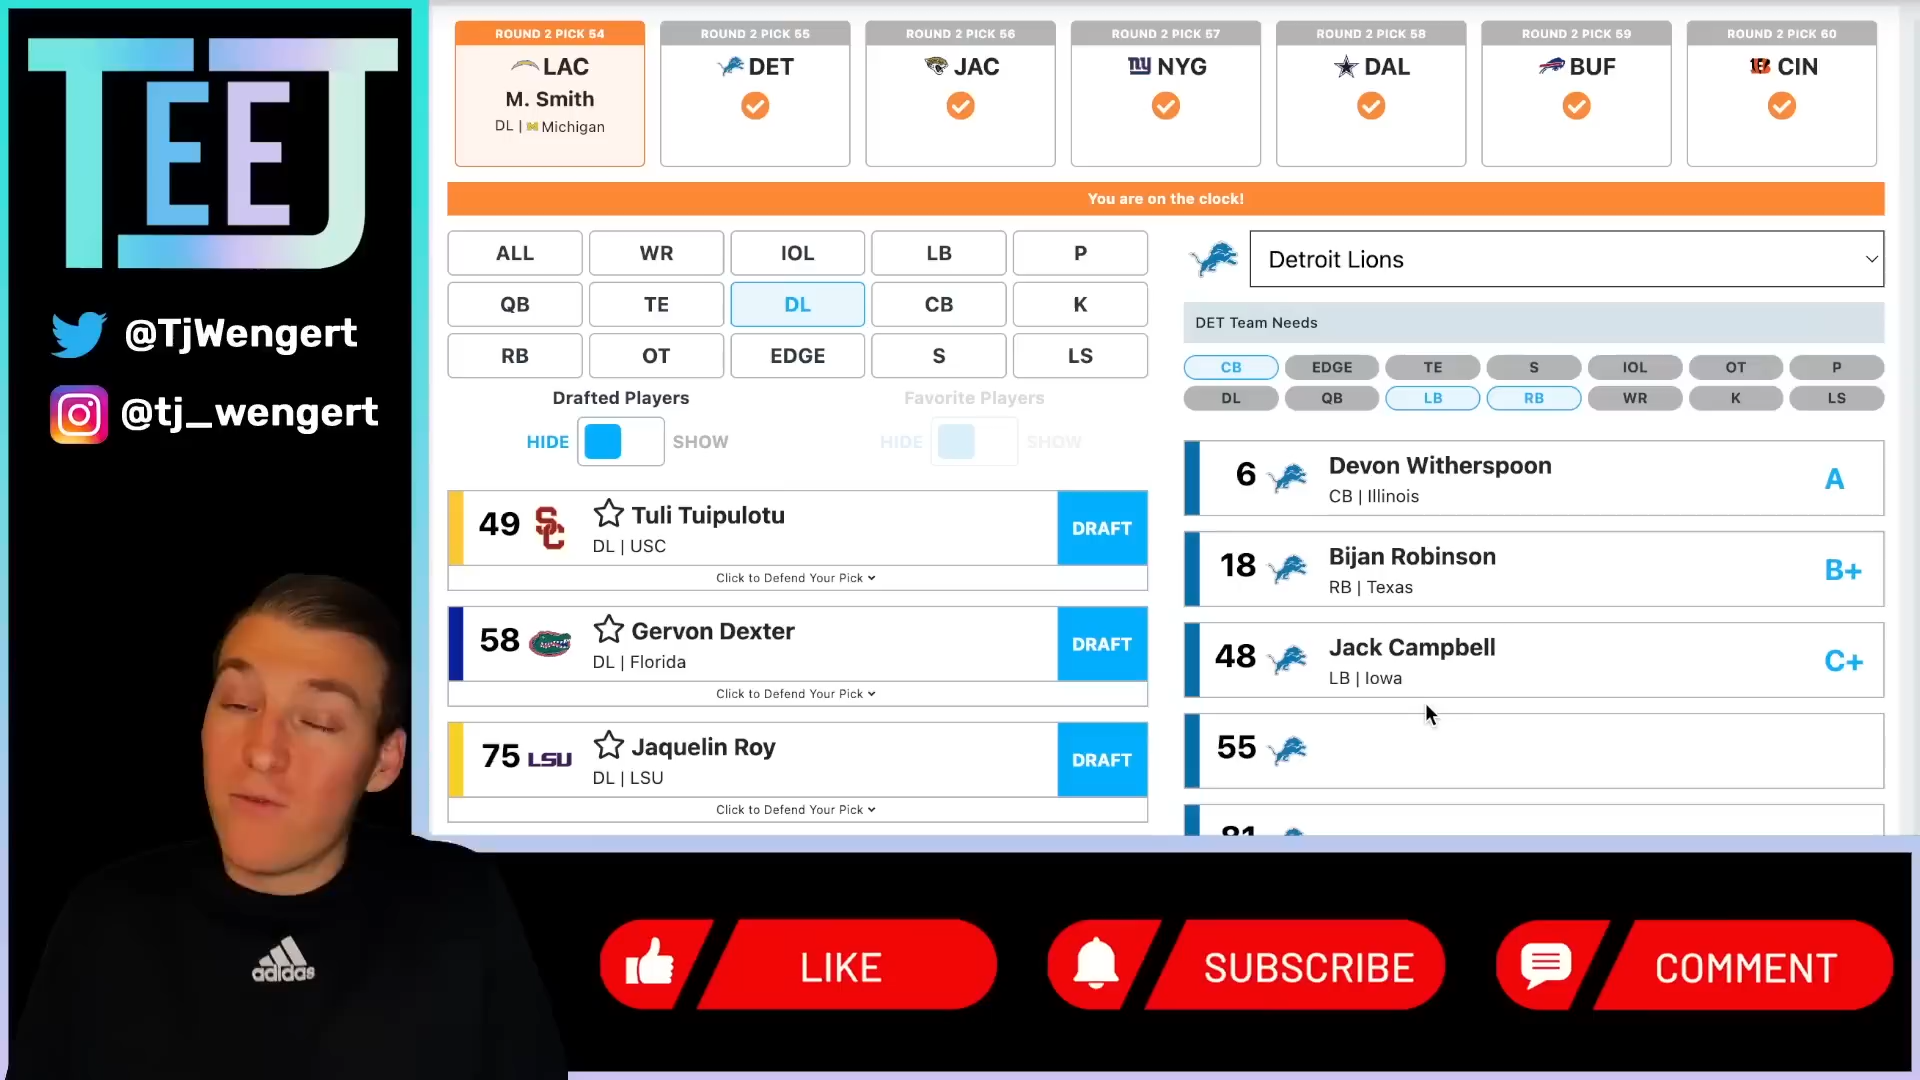 TEEJ
@TjWengert
@tj_wengert
ROUND 2 PICK 54
LAC
M. Smith
DL | Michigan
ROUND 2 PICK 55
DET
ROUND 2 PICK 56
JAC
ROUND 2 PICK 57
NYG
ROUND 2 PICK 58
DAL
ROUND 2 PICK 59
BUF
ROUND 2 PICK 60
CIN
You are on the clock!
ALL WR IOL LB P
QB TE DL CB K
RB OT EDGE S LS
Drafted Players
HIDE SHOW
Favorite Players
HIDE SHOW
49 SC Tuli Tuipulotu
DL | USC
DRAFT
Click to Defend Your Pick
58 Gervon Dexter
DL | Florida
DRAFT
Click to Defend Your Pick
75 LSU Jaquelin Roy
DL | LSU
DRAFT
Click to Defend Your Pick
Detroit Lions
DET Team Needs
CB EDGE TE S IOL OT P
DL QB LB RB WR K LS
6 Devon Witherspoon
CB | Illinois
A
18 Bijan Robinson
RB | Texas
B+
48 Jack Campbell
LB | Iowa
C+
55
81
adidas
LIKE
SUBSCRIBE
COMMENT